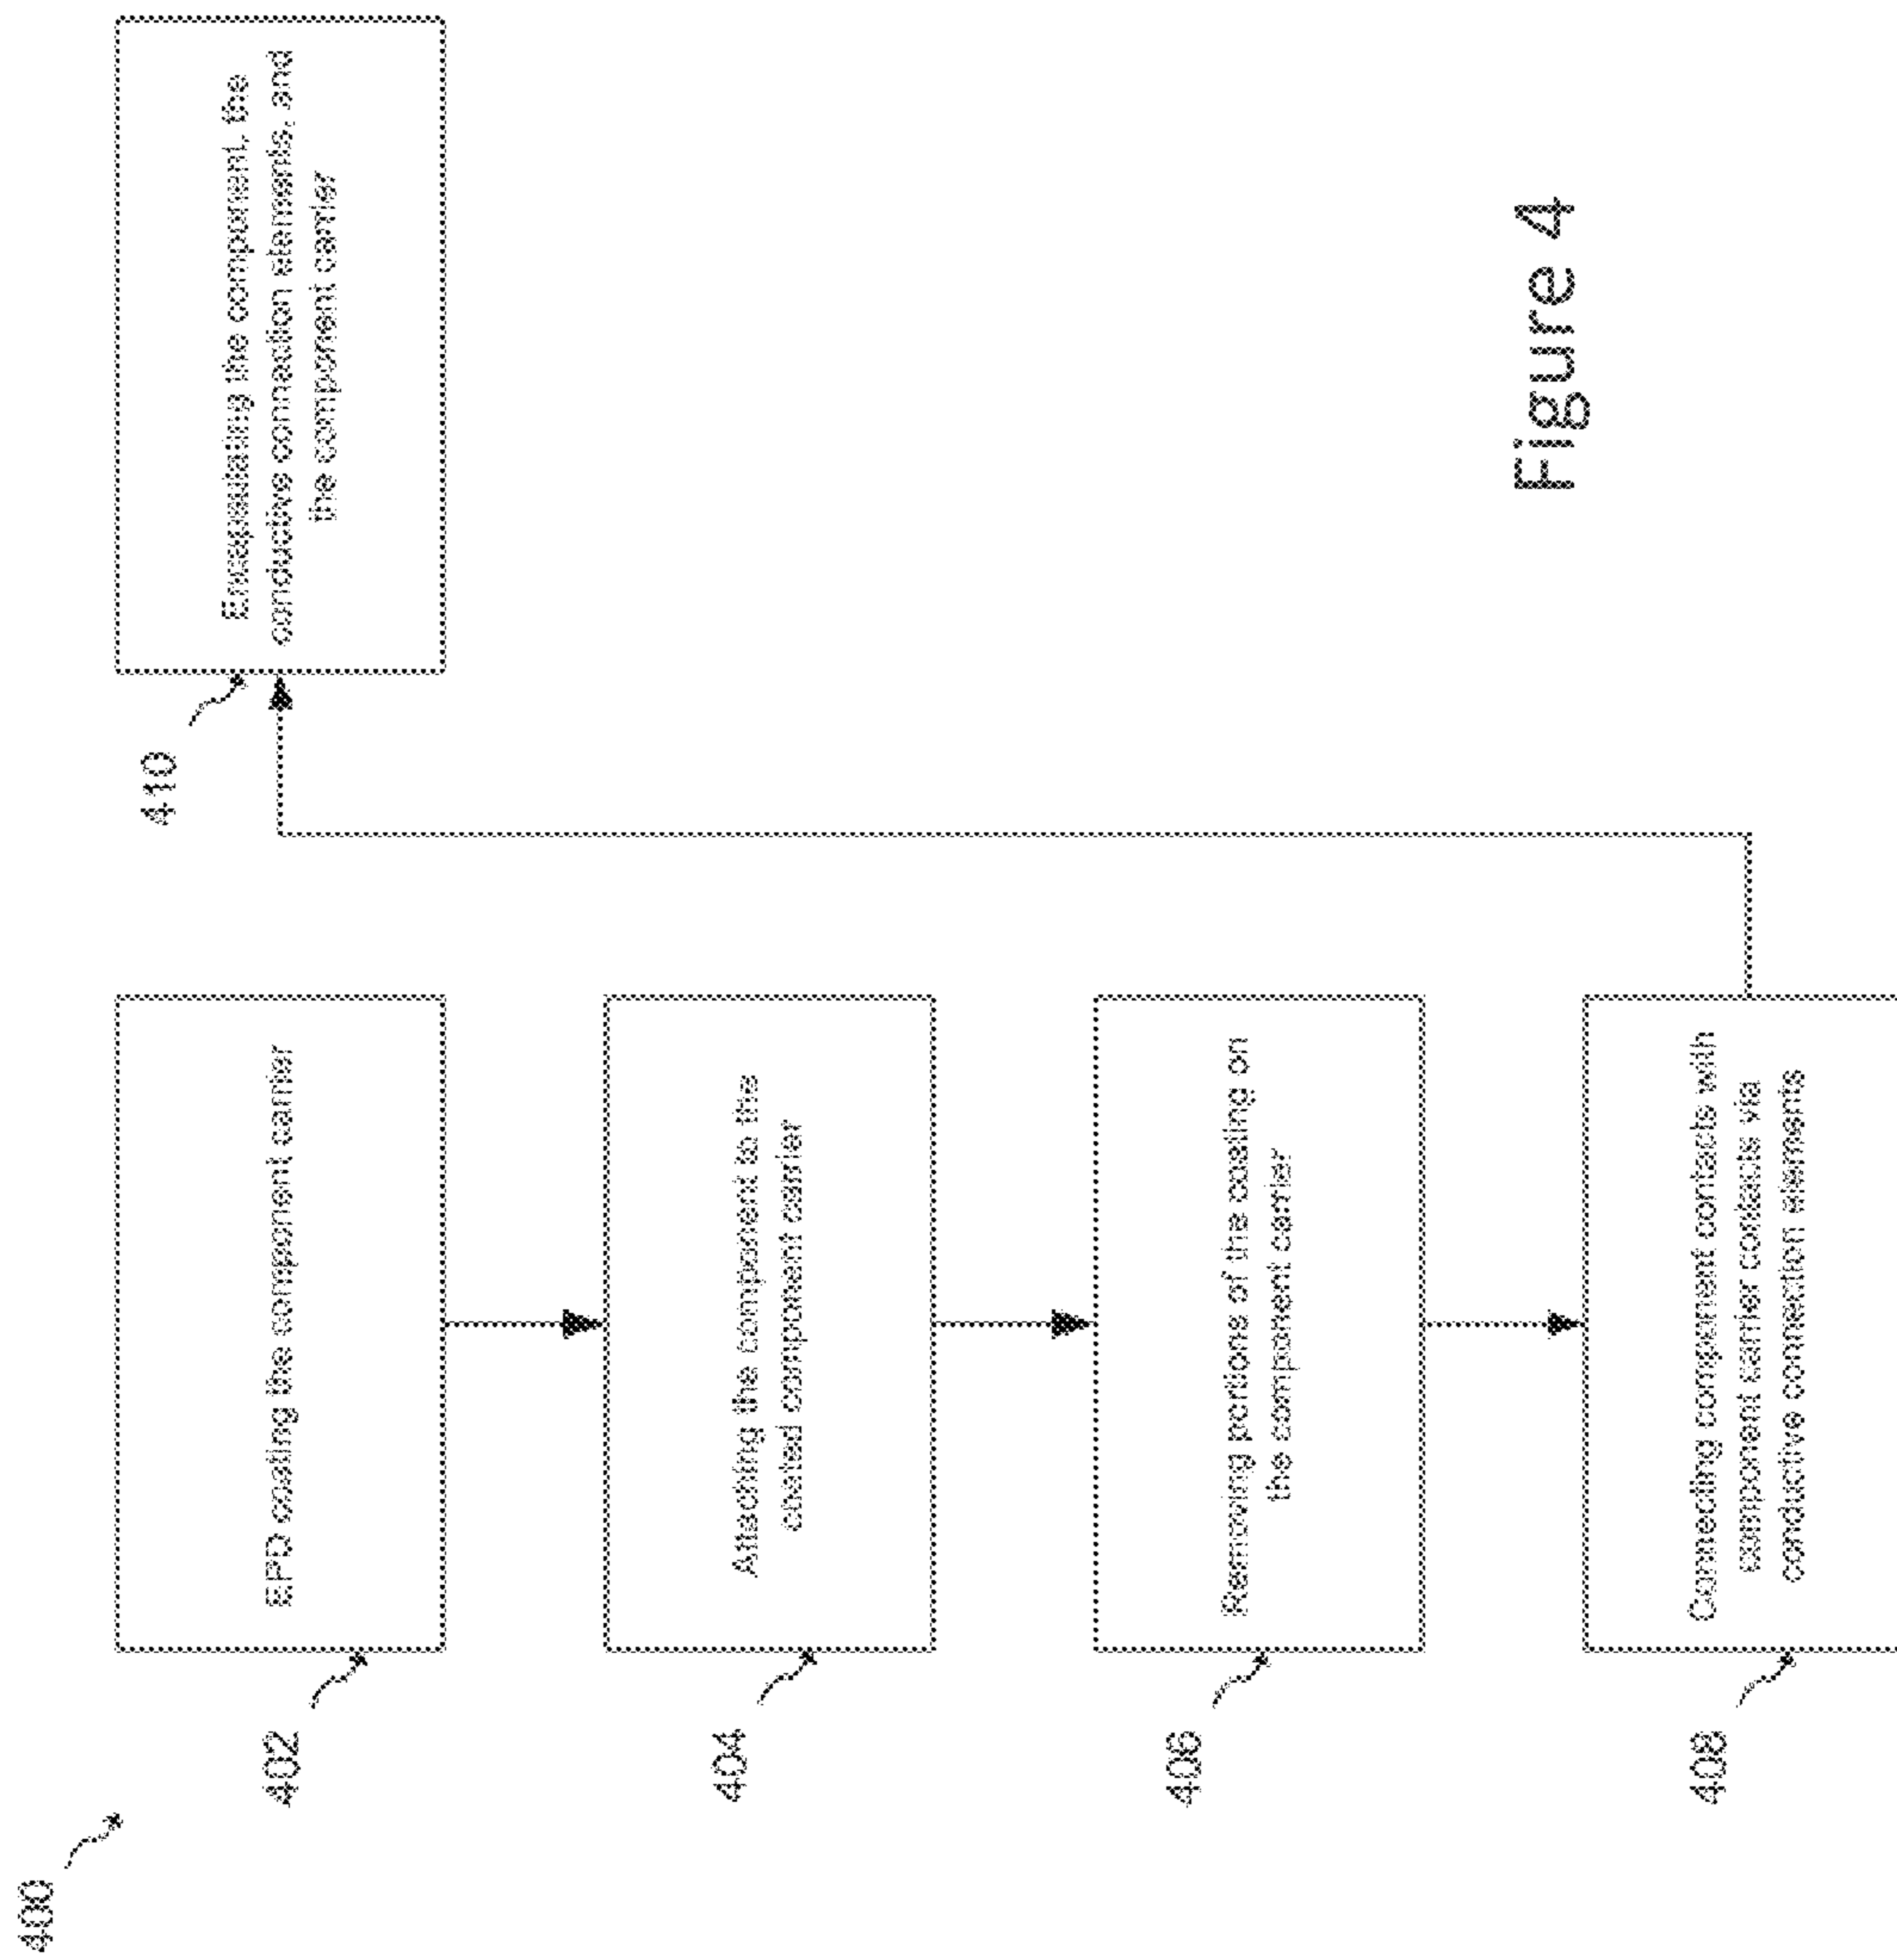 400
402
EPD coating the component carrier
404
Attaching the component to the
coated component carrier
406
Removing portions of the coating on
the component carrier
408
Connecting component contacts with
component carrier contacts via
conductive connection elements
410
Encapsulating the component, the
conductive connection elements, and
the component carrier
Figure 4